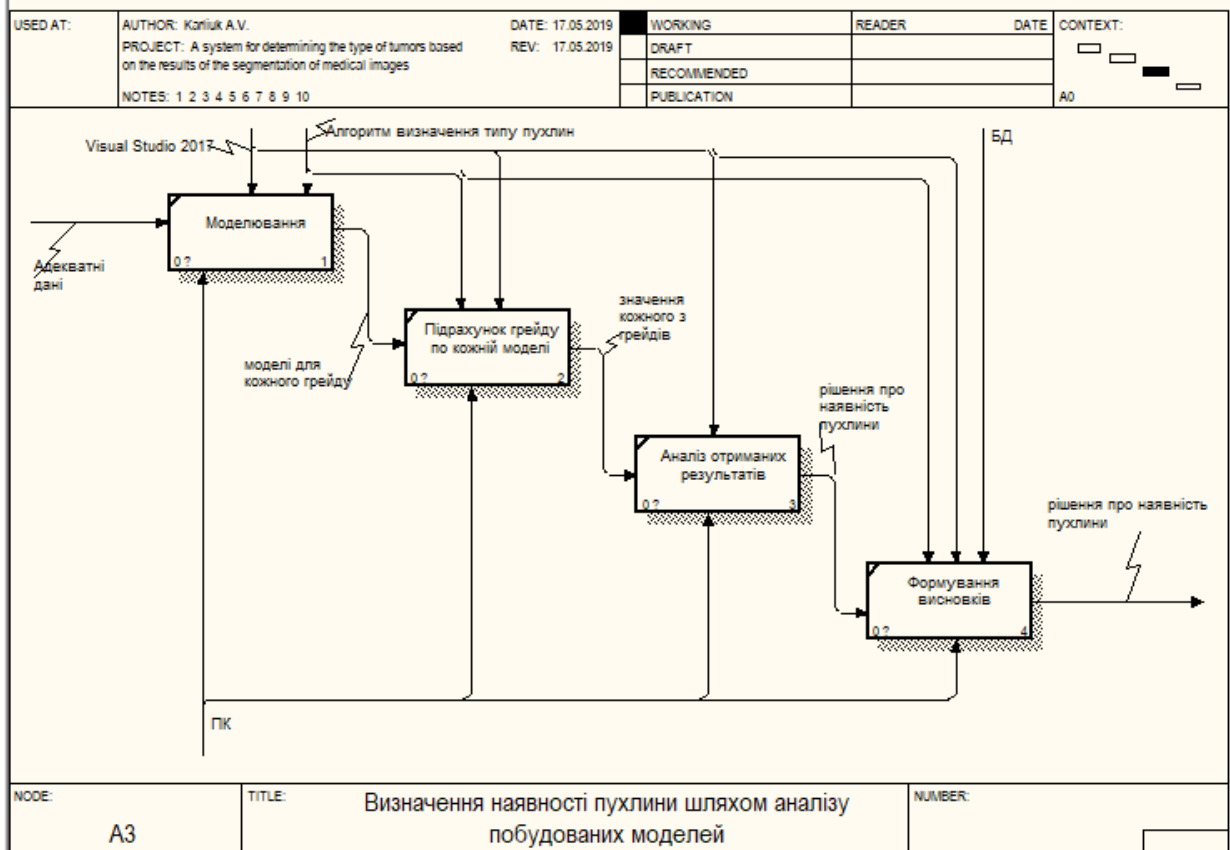 USED AT:
AUTHOR: Karliuk A.V.
DATE: 17.05.2019
PROJECT: A system for determining the type of tumors based
on the results of the segmentation of medical images
REV: 17.05.2019
NOTES: 1 2 3 4 5 6 7 8 9 10
WORKING
DRAFT
RECOMMENDED
PUBLICATION
READER
DATE
CONTEXT:
A0
Алгоритм визначення типу пухлин
Visual Studio 2017
БД
Моделювання
0 ?
1
Адекватні
дані
моделі для
кожного грейду
Підрахунок грейду
по кожній моделі
0 ?
2
значення
кожного з
грейдів
Аналіз отриманих
результатів
0 ?
3
рішення про
наявність
пухлини
Формування
висновків
0 ?
4
рішення про наявність
пухлини
ПК
NODE:
A3
TITLE:
Визначення наявності пухлини шляхом аналізу
побудованих моделей
NUMBER: